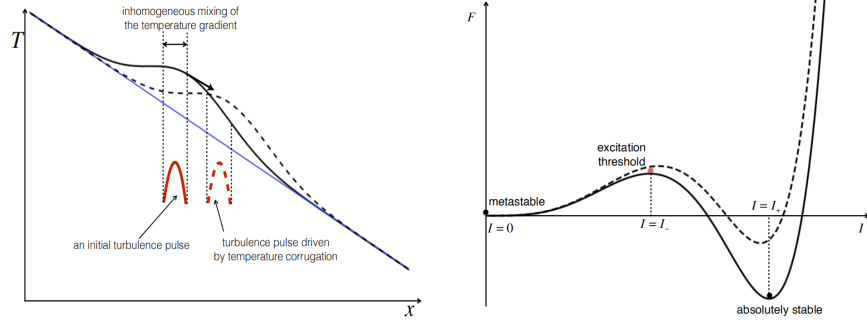 inhomogeneous mixing of
the temperature gradient
T
an initial turbulence pulse
turbulence pulse driven
by temperature corrugation
x
F
excitation
threshold
metastable
I = 0
I = I₋
I = I₊
I
absolutely stable